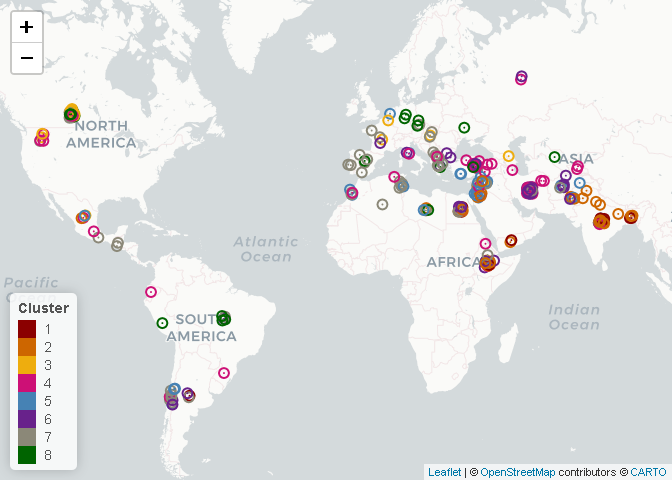 +
−
NORTH
AMERICA
ASIA
Atlantic
Ocean
AFRICA
Pacific
Indian
Ocean
SOUTH
AMERICA
Cluster
1
2
3
4
5
6
7
8
Leaflet | © OpenStreetMap contributors © CARTO